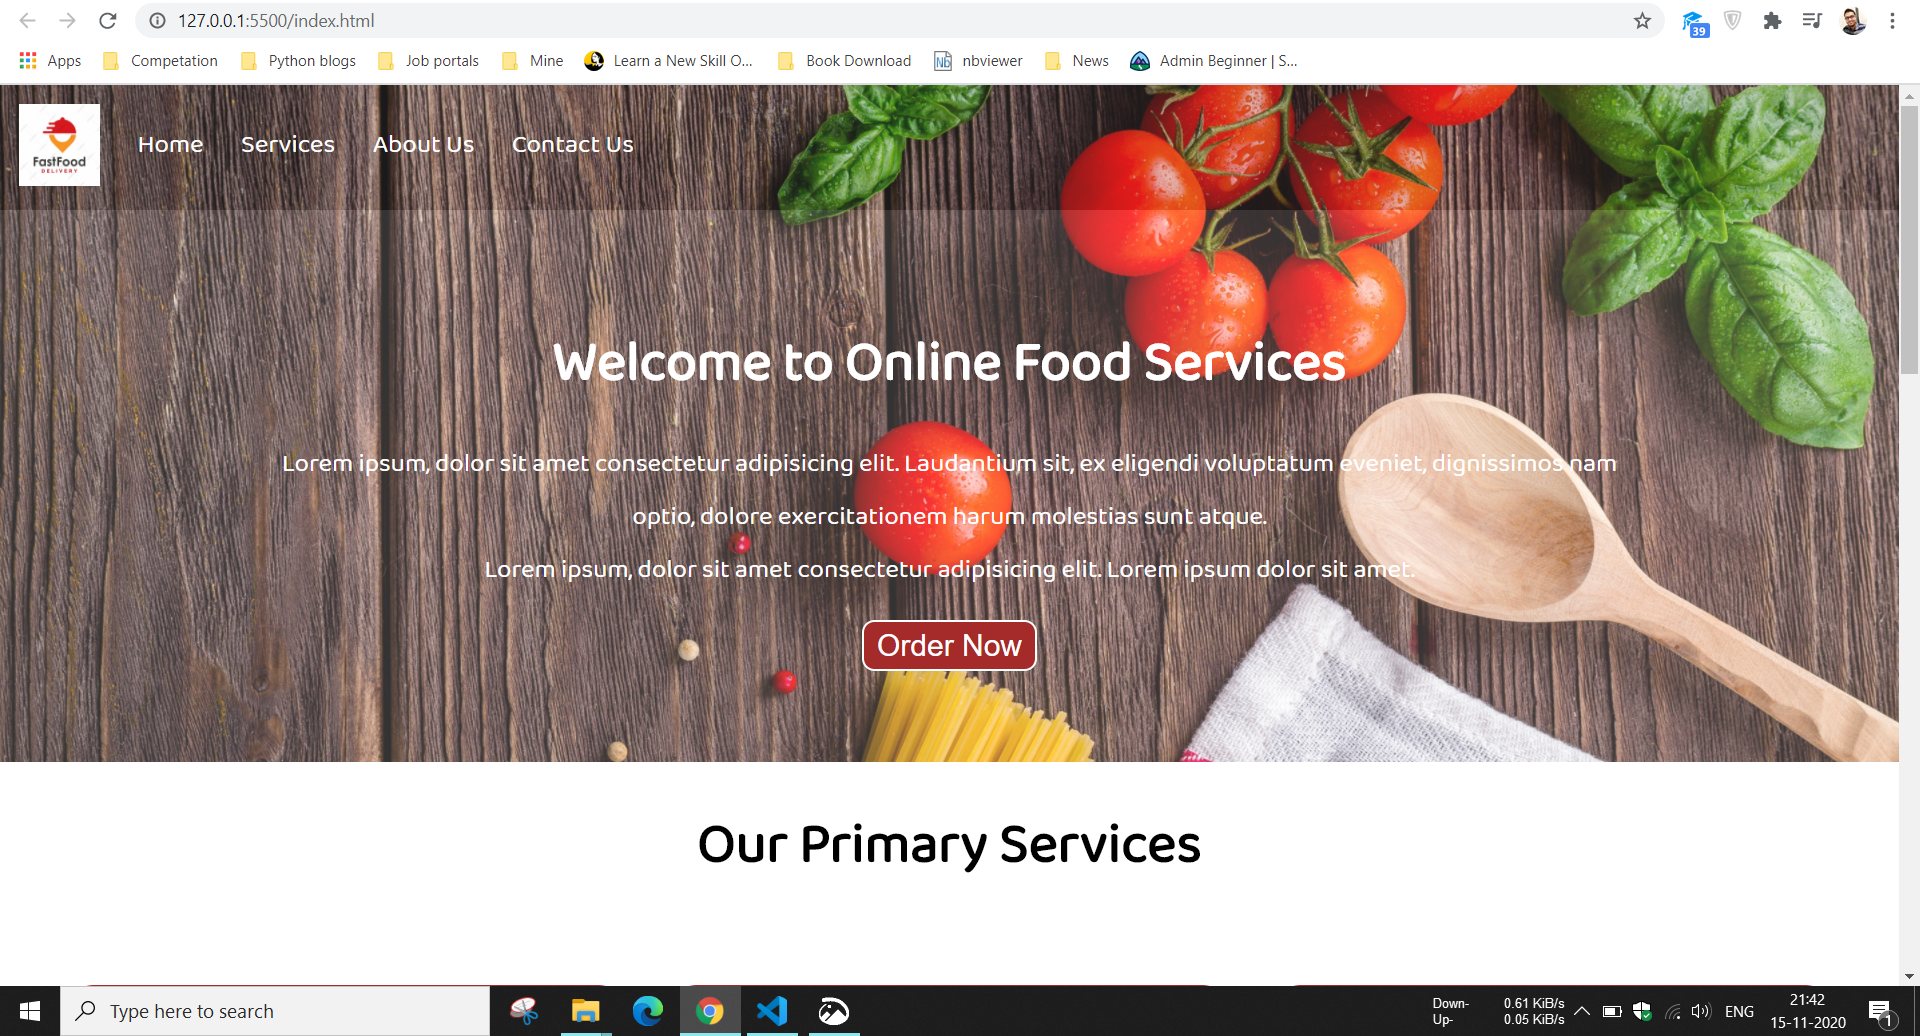 127.0.0.1:5500/index.html
39
Apps
Competation
Python blogs
Job portals
Mine
Learn a New Skill O...
Book Download
Nb
nbviewer
News
Admin Beginner | S...
FastFood
DELIVERY
Home
Services
About Us
Contact Us
Welcome to Online Food Services
Lorem ipsum, dolor sit amet consectetur adipisicing elit. Laudantium sit, ex eligendi voluptatum eveniet, dignissimos nam
optio, dolore exercitationem harum molestias sunt atque.
Lorem ipsum, dolor sit amet consectetur adipisicing elit. Lorem ipsum dolor sit amet.
Order Now
Our Primary Services
Type here to search
Down- 0.61 KiB/s
Up- 0.05 KiB/s
ENG
21:42
15-11-2020
1